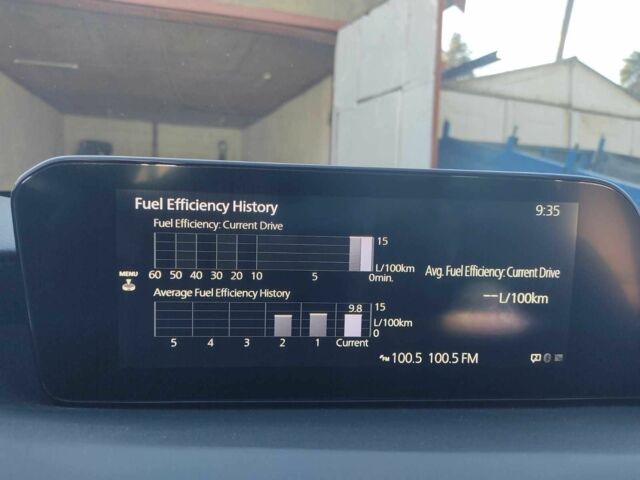 Fuel Efficiency History
9:35
Fuel Efficiency: Current Drive
15
L/100km
60 50 40 30 20 10 5 0min.
Avg. Fuel Efficiency: Current Drive
--L/100km
MENU
Average Fuel Efficiency History
9.8
15
L/100km
0
5 4 3 2 1 Current
FM 100.5 100.5 FM